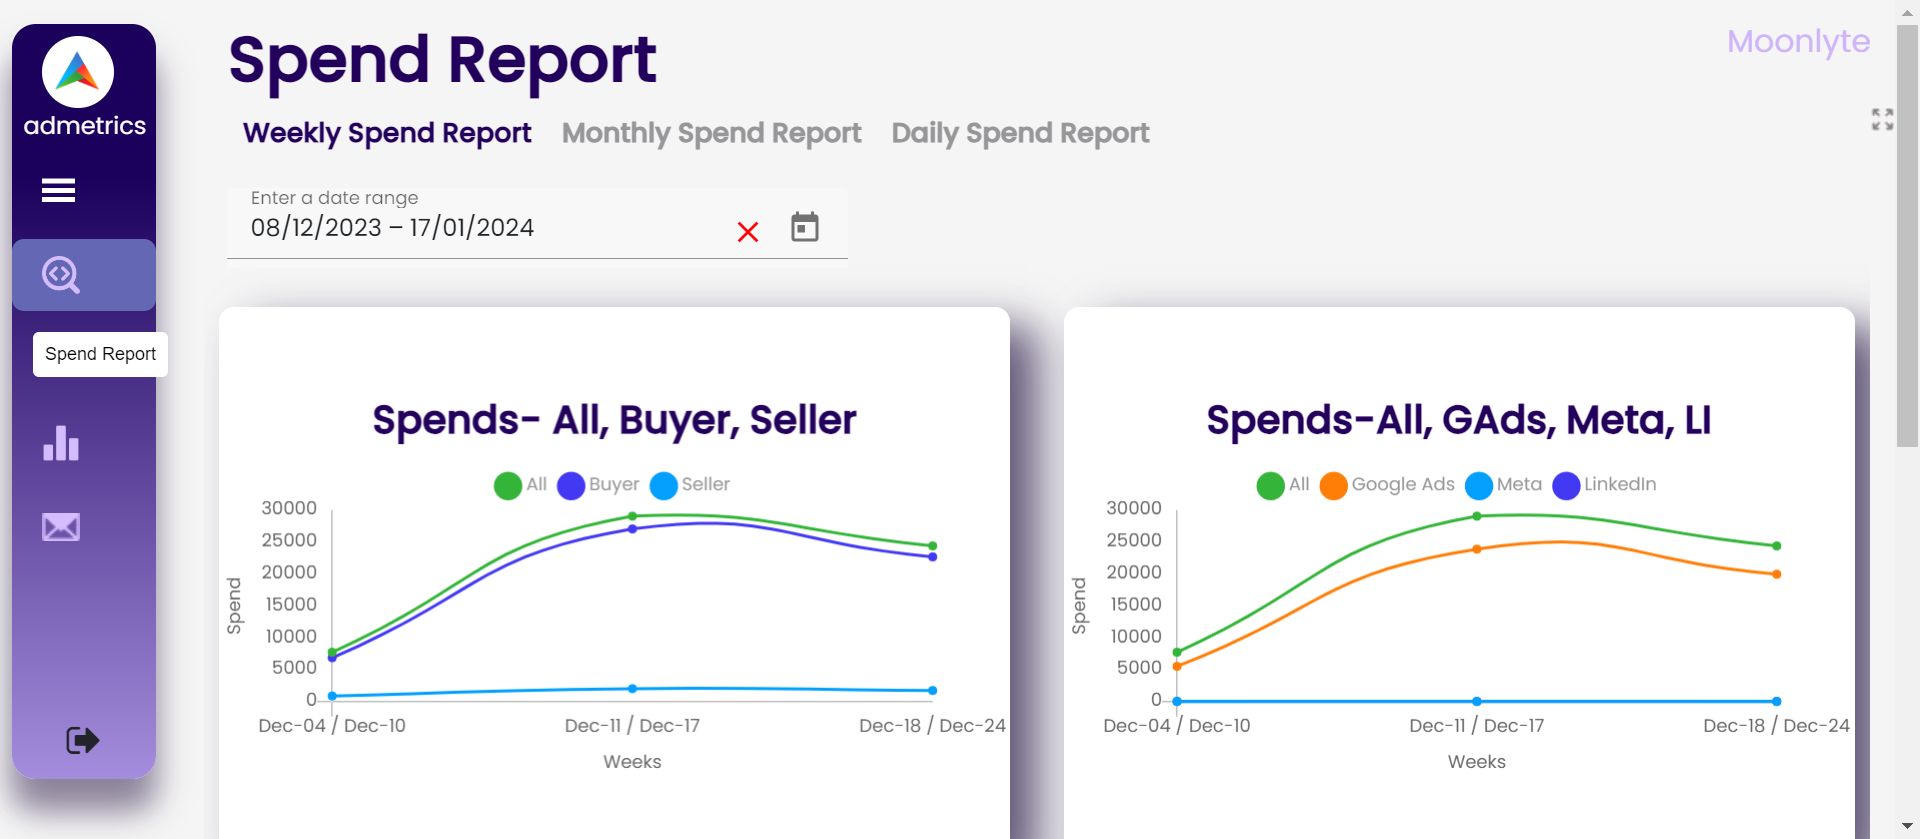 admetrics
Spend Report
Spend Report
Moonlyte
Weekly Spend Report
Monthly Spend Report
Daily Spend Report
Enter a date range
08/12/2023 – 17/01/2024
Spends- All, Buyer, Seller
All
Buyer
Seller
30000
25000
20000
15000
10000
5000
0
Spend
Dec-04 / Dec-10
Dec-11 / Dec-17
Dec-18 / Dec-24
Weeks
Spends-All, GAds, Meta, LI
All
Google Ads
Meta
LinkedIn
30000
25000
20000
15000
10000
5000
0
Spend
Dec-04 / Dec-10
Dec-11 / Dec-17
Dec-18 / Dec-24
Weeks